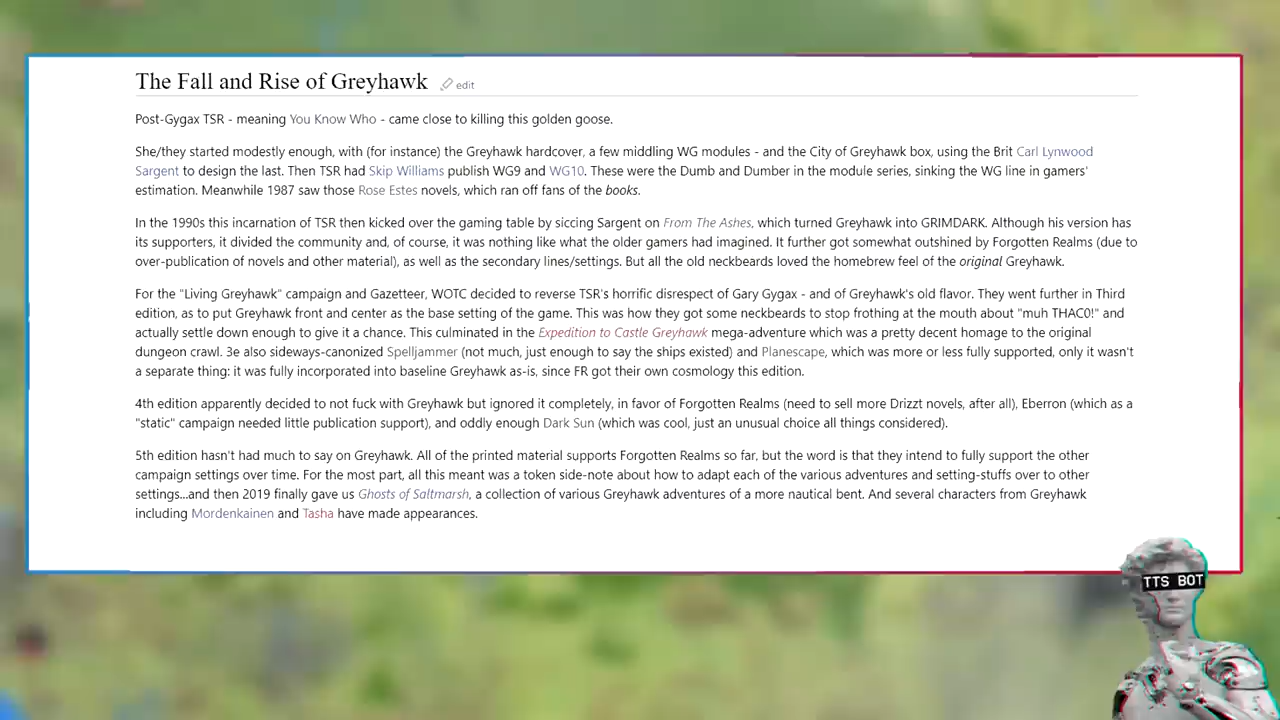 The Fall and Rise of Greyhawk edit
Post-Gygax TSR - meaning You Know Who - came close to killing this golden goose.
She/they started modestly enough, with (for instance) the Greyhawk hardcover, a few middling WG modules - and the City of Greyhawk box, using the Brit Carl Lynwood
Sargent to design the last. Then TSR had Skip Williams publish WG9 and WG10. These were the Dumb and Dumber in the module series, sinking the WG line in gamers'
estimation. Meanwhile 1987 saw those Rose Estes novels, which ran off fans of the books.
In the 1990s this incarnation of TSR then kicked over the gaming table by siccing Sargent on From The Ashes, which turned Greyhawk into GRIMDARK. Although his version has
its supporters, it divided the community and, of course, it was nothing like what the older gamers had imagined. It further got somewhat outshined by Forgotten Realms (due to
over-publication of novels and other material), as well as the secondary lines/settings. But all the old neckbeards loved the homebrew feel of the original Greyhawk.
For the "Living Greyhawk" campaign and Gazetteer, WOTC decided to reverse TSR's horrific disrespect of Gary Gygax - and of Greyhawk's old flavor. They went further in Third
edition, as to put Greyhawk front and center as the base setting of the game. This was how they got some neckbeards to stop frothing at the mouth about "muh THAC0!" and
actually settle down enough to give it a chance. This culminated in the Expedition to Castle Greyhawk mega-adventure which was a pretty decent homage to the original
dungeon crawl. 3e also sideways-canonized Spelljammer (not much, just enough to say the ships existed) and Planescape, which was more or less fully supported, only it wasn't
a separate thing: it was fully incorporated into baseline Greyhawk as-is, since FR got their own cosmology this edition.
4th edition apparently decided to not fuck with Greyhawk but ignored it completely, in favor of Forgotten Realms (need to sell more Drizzt novels, after all), Eberron (which as a
"static" campaign needed little publication support), and oddly enough Dark Sun (which was cool, just an unusual choice all things considered).
5th edition hasn't had much to say on Greyhawk. All of the printed material supports Forgotten Realms so far, but the word is that they intend to fully support the other
campaign settings over time. For the most part, all this meant was a token side-note about how to adapt each of the various adventures and setting-stuffs over to other
settings...and then 2019 finally gave us Ghosts of Saltmarsh, a collection of various Greyhawk adventures of a more nautical bent. And several characters from Greyhawk
including Mordenkainen and Tasha have made appearances.
TTS BOT